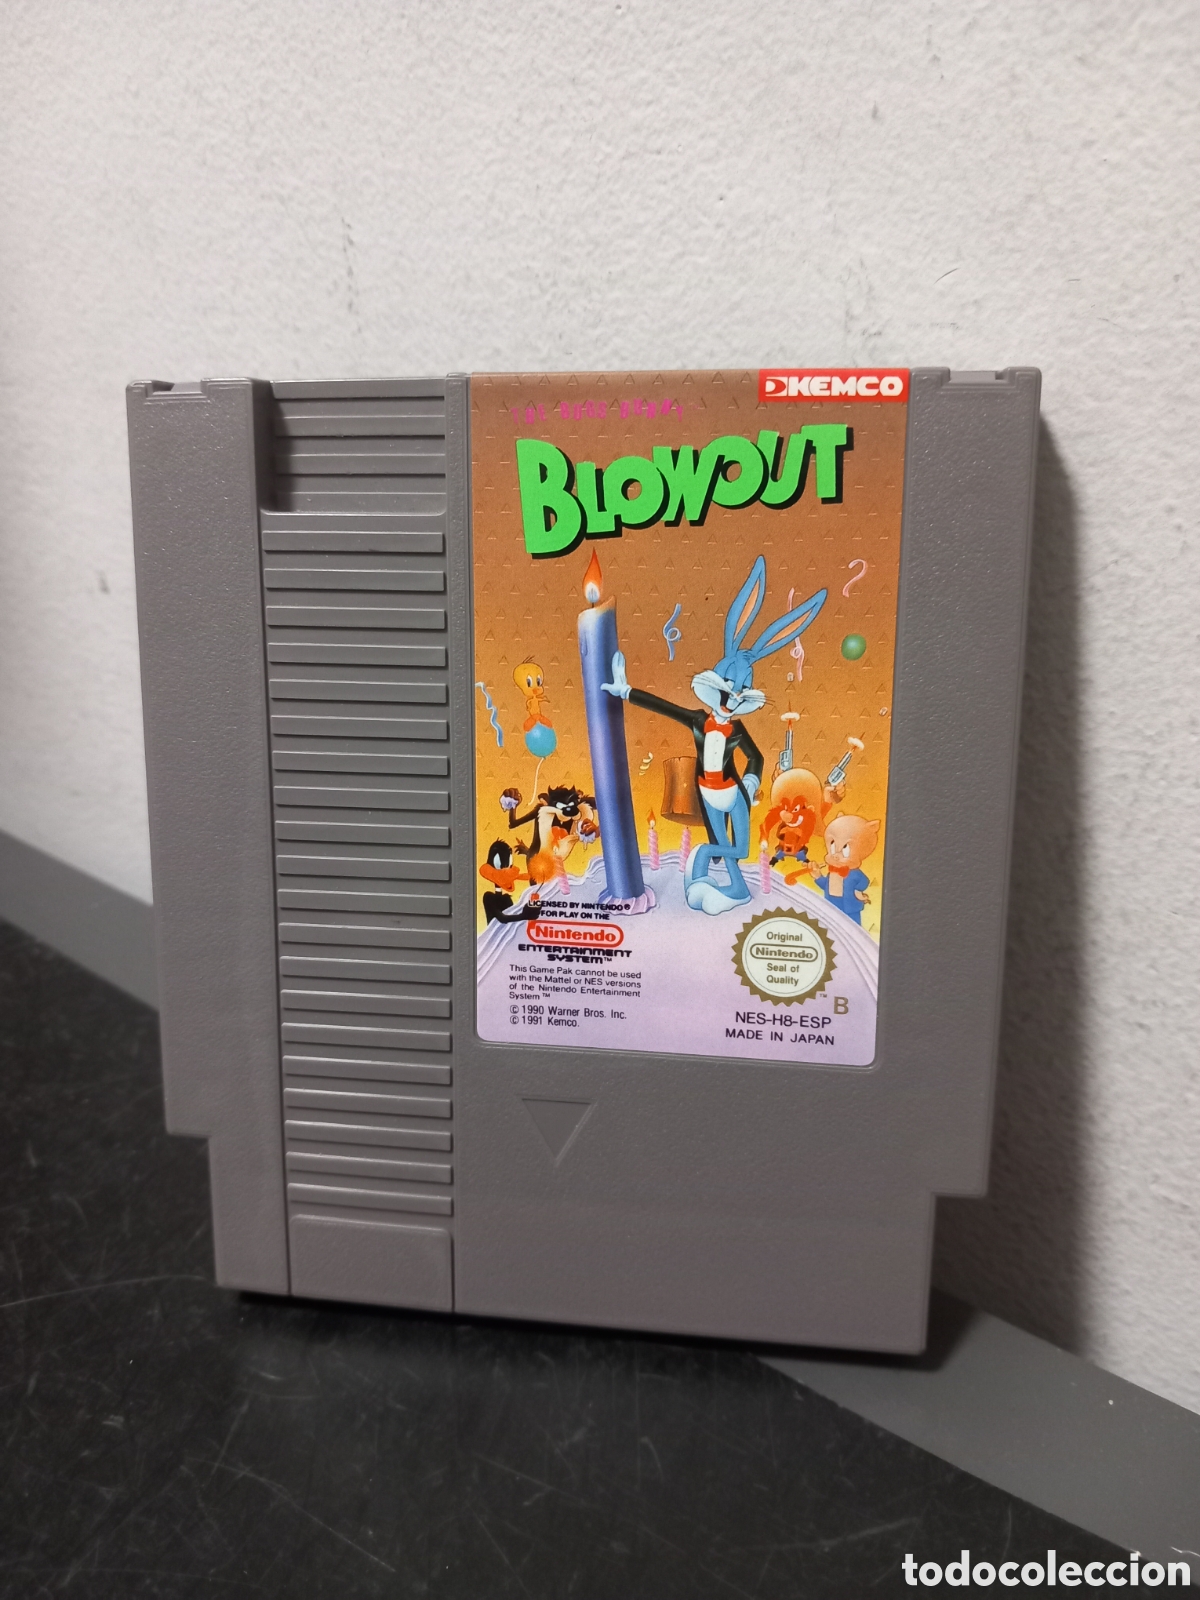 KEMCO
THE BUGS BUNNY
BLOWOUT
LICENSED BY NINTENDO®
FOR PLAY ON THE
Nintendo
ENTERTAINMENT
SYSTEM™
This Game Pak cannot be used
with the Mattel or NES versions
of the Nintendo Entertainment
System™
© 1990 Warner Bros. Inc.
© 1991 Kemco.
Original
Nintendo
Seal of
Quality
™ B
NES-H8-ESP
MADE IN JAPAN
todocoleccion